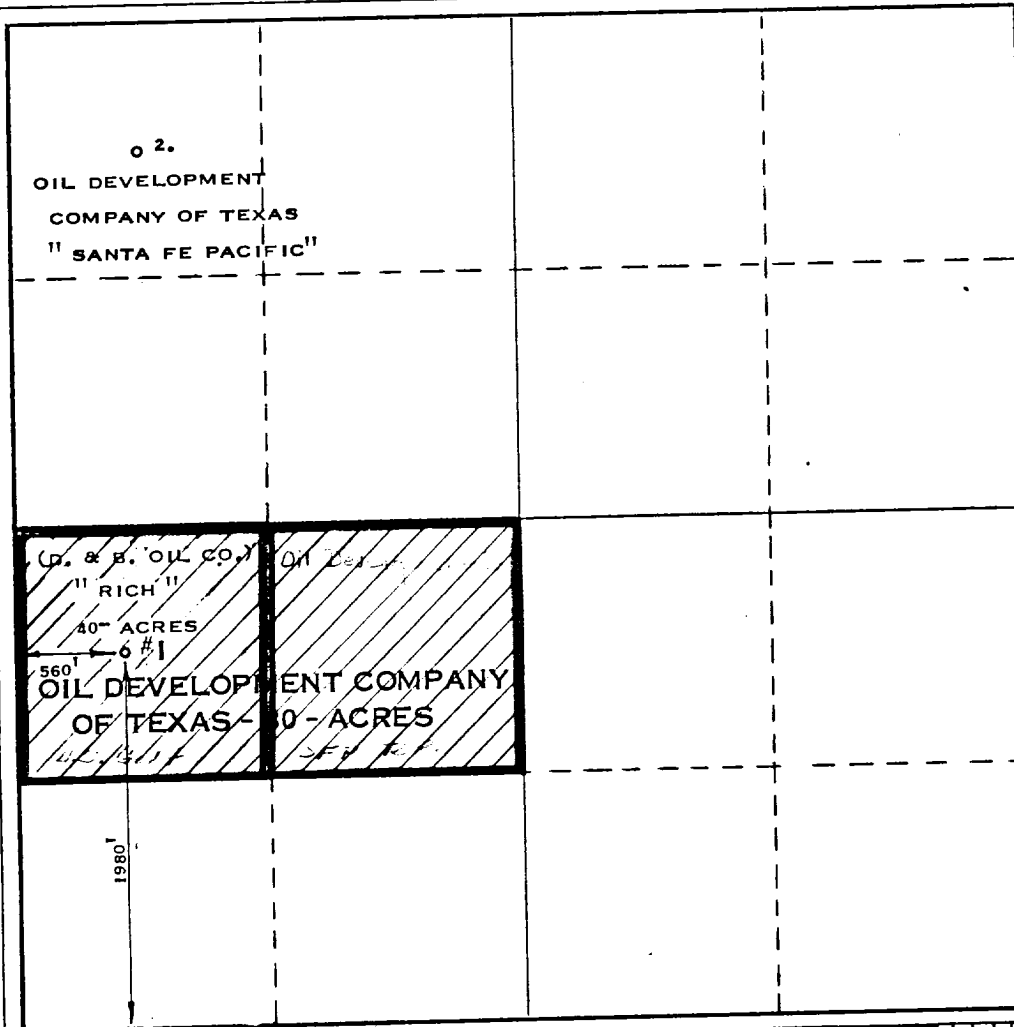 o 2.
OIL DEVELOPMENT
COMPANY OF TEXAS
" SANTA FE PACIFIC"
(D. & B. OIL CO.)
" RICH "
40 ACRES
#1
560'
OIL DEVELOPMENT COMPANY
OF TEXAS - 80 - ACRES
1980'